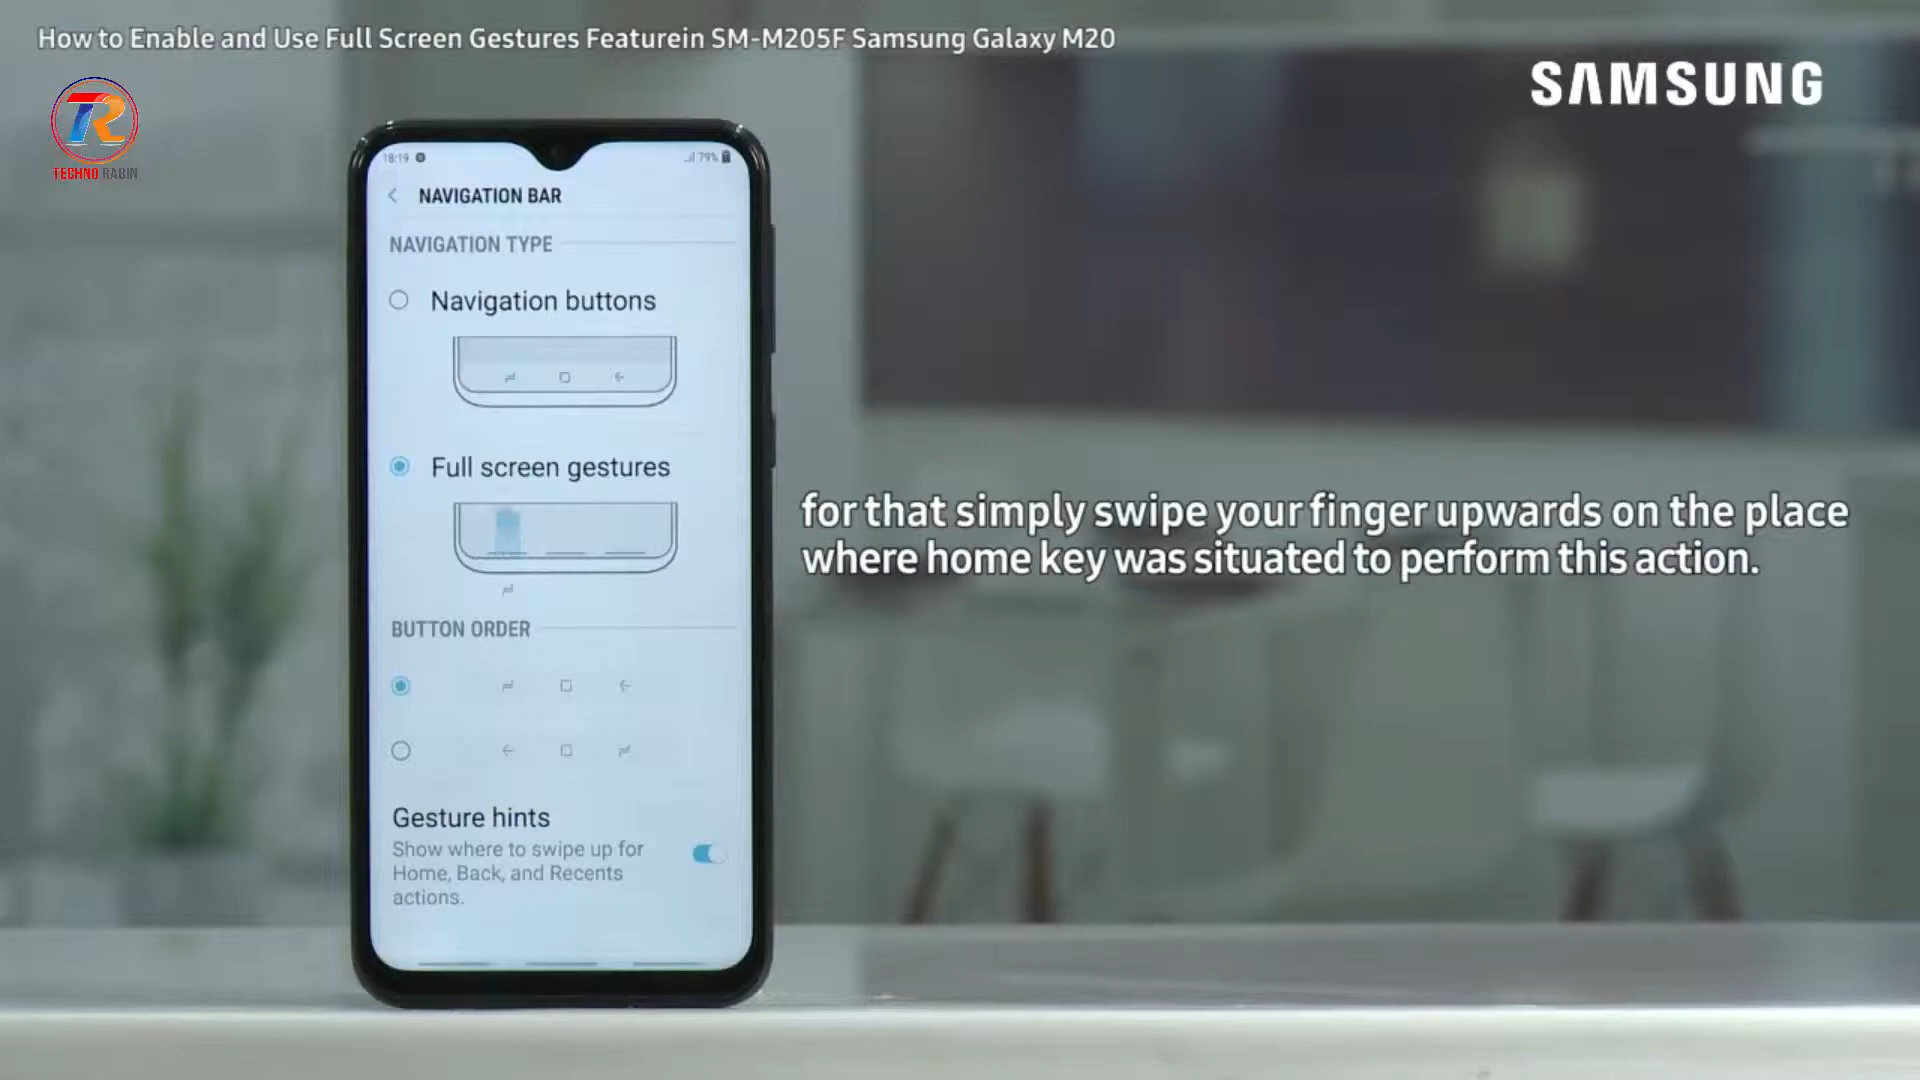 How to Enable and Use Full Screen Gestures Featurein SM-M205F Samsung Galaxy M20
SAMSUNG
TR
TECHNO RABIN
18:19
79%
NAVIGATION BAR
NAVIGATION TYPE
Navigation buttons
Full screen gestures
for that simply swipe your finger upwards on the place
where home key was situated to perform this action.
BUTTON ORDER
Gesture hints
Show where to swipe up for
Home, Back, and Recents
actions.